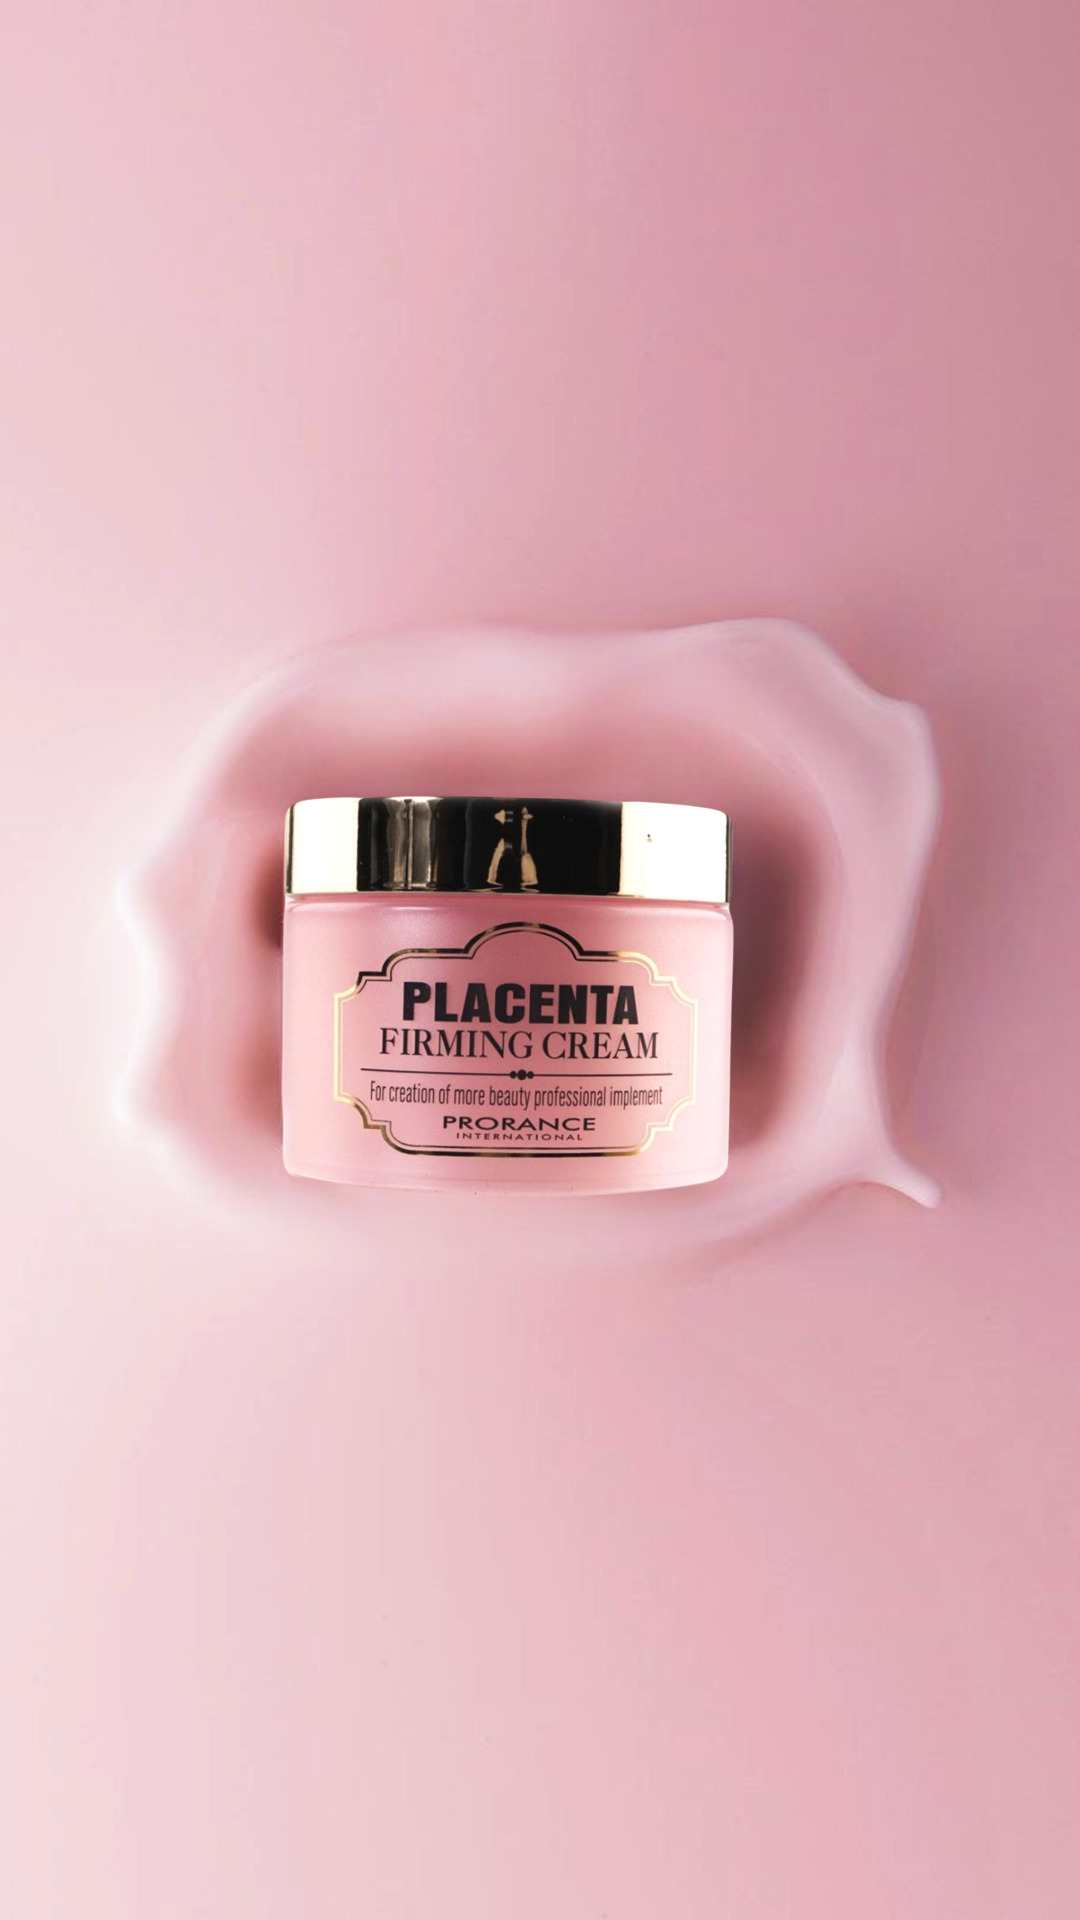 PLACENTA
FIRMING CREAM
For creation of more beauty professional implement
PRORANCE
INTERNATIONAL